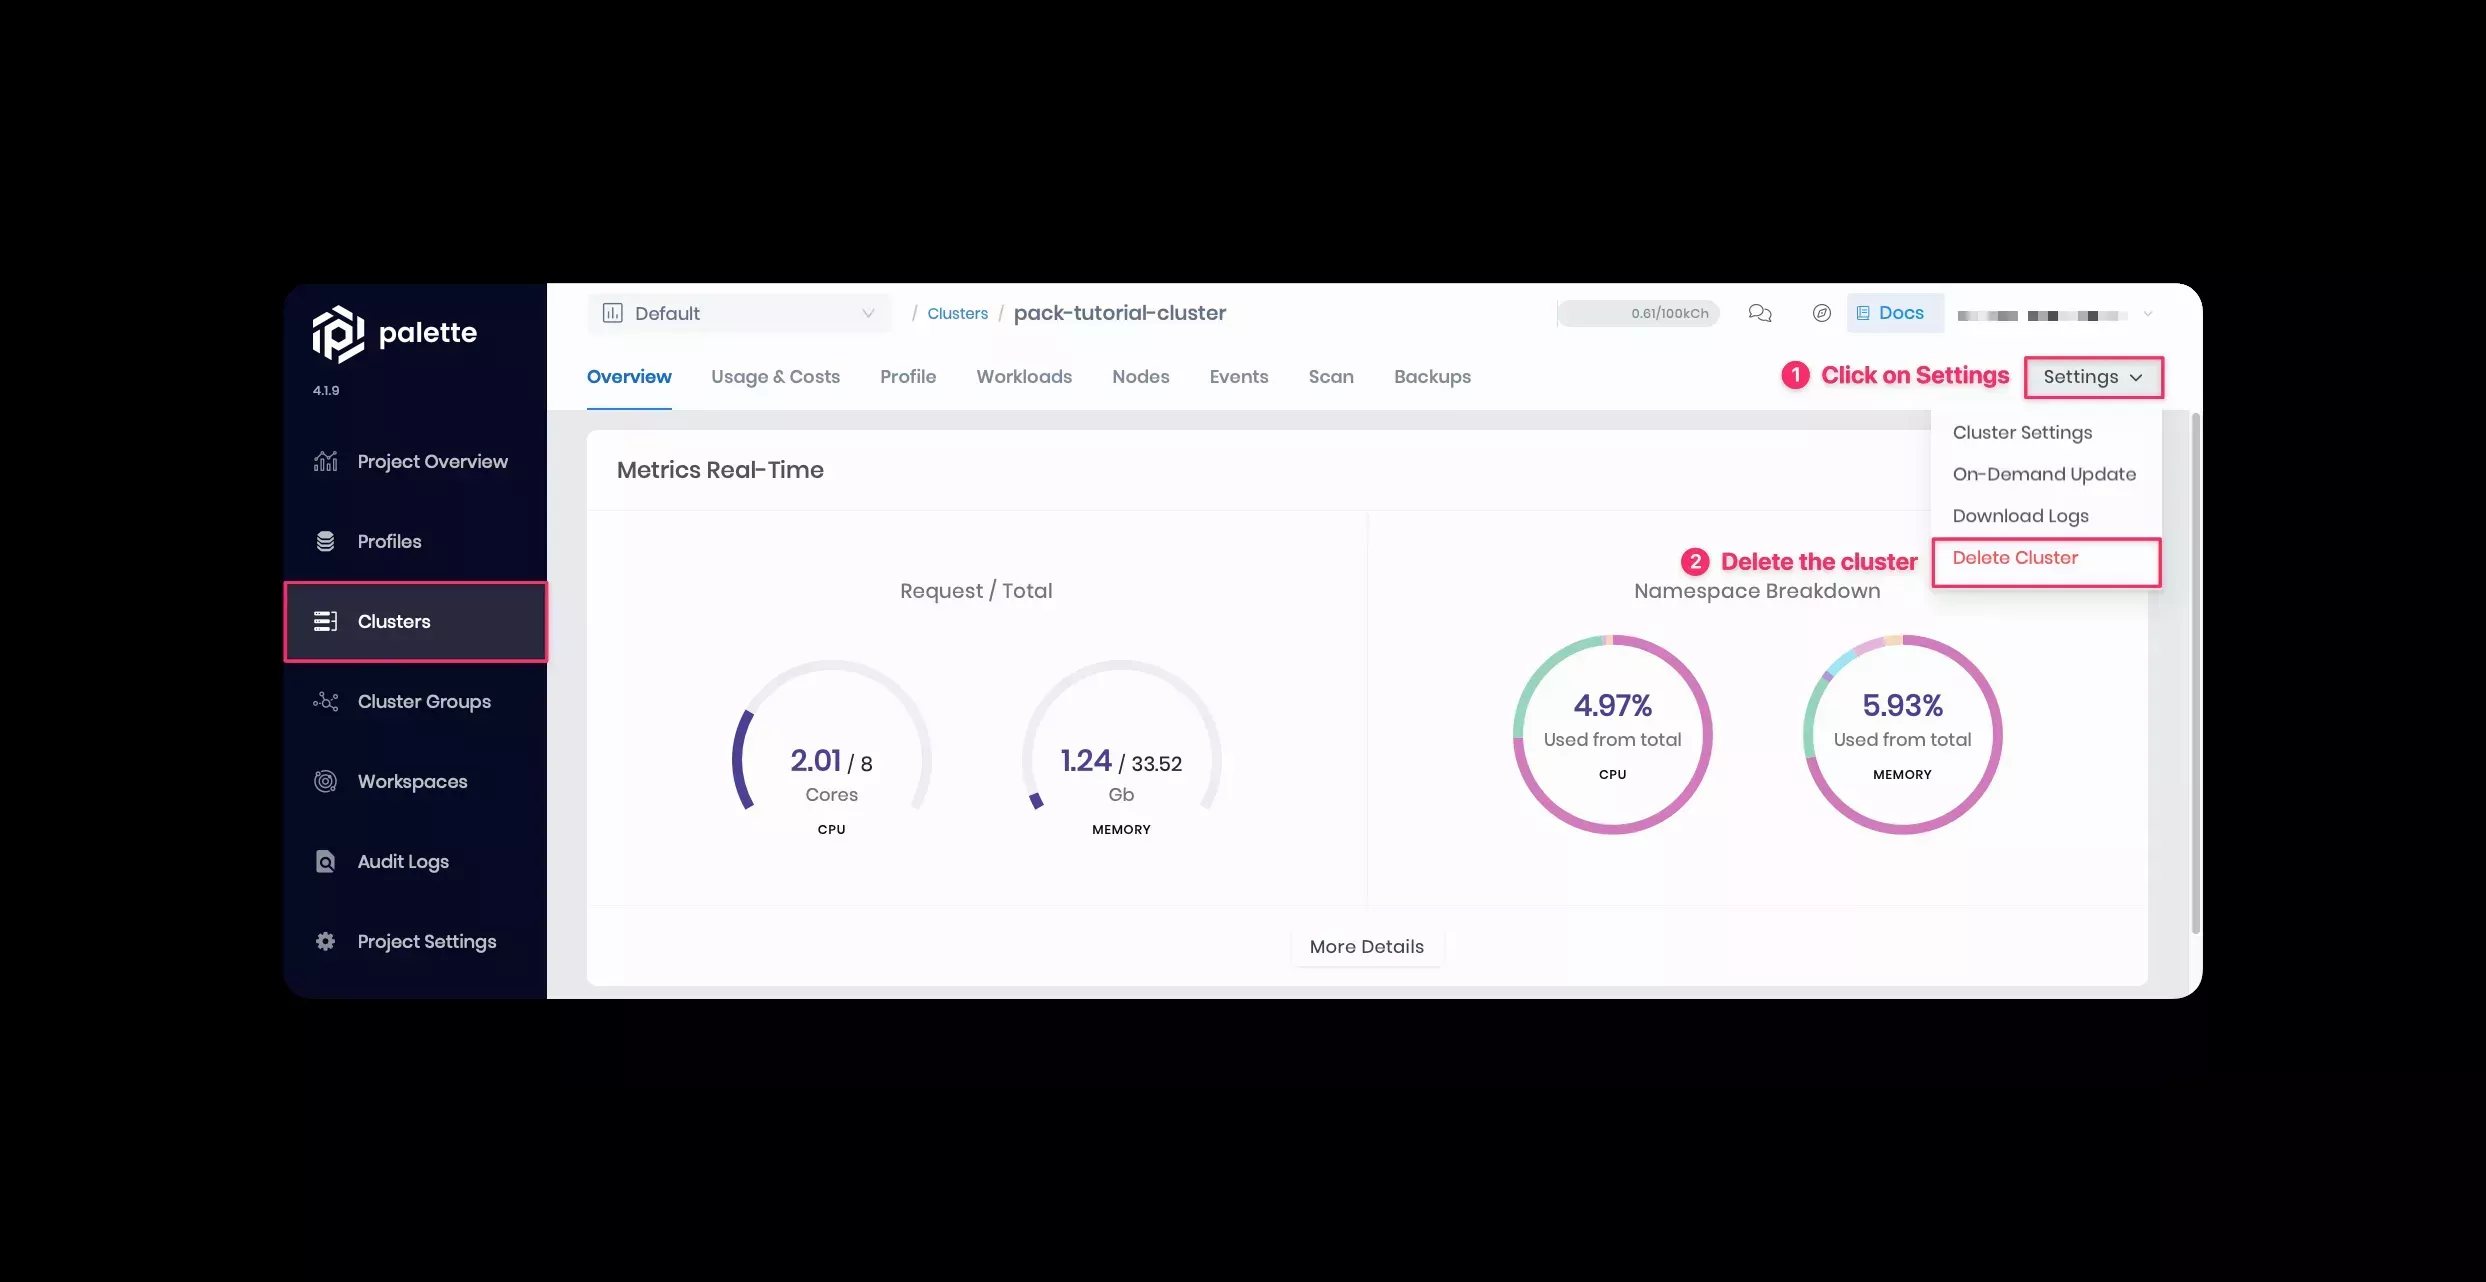 palette
4.1.9
Project Overview
Profiles
Clusters
Cluster Groups
Workspaces
Audit Logs
Project Settings
Default / Clusters / pack-tutorial-cluster
0.61/100kCh
Docs
Overview Usage & Costs Profile Workloads Nodes Events Scan Backups
1 Click on Settings
Settings
Cluster Settings
On-Demand Update
Download Logs
2 Delete the cluster
Delete Cluster
Metrics Real-Time
Request / Total
2.01 / 8
Cores
CPU
1.24 / 33.52
Gb
MEMORY
Namespace Breakdown
4.97%
Used from total
CPU
5.93%
Used from total
MEMORY
More Details